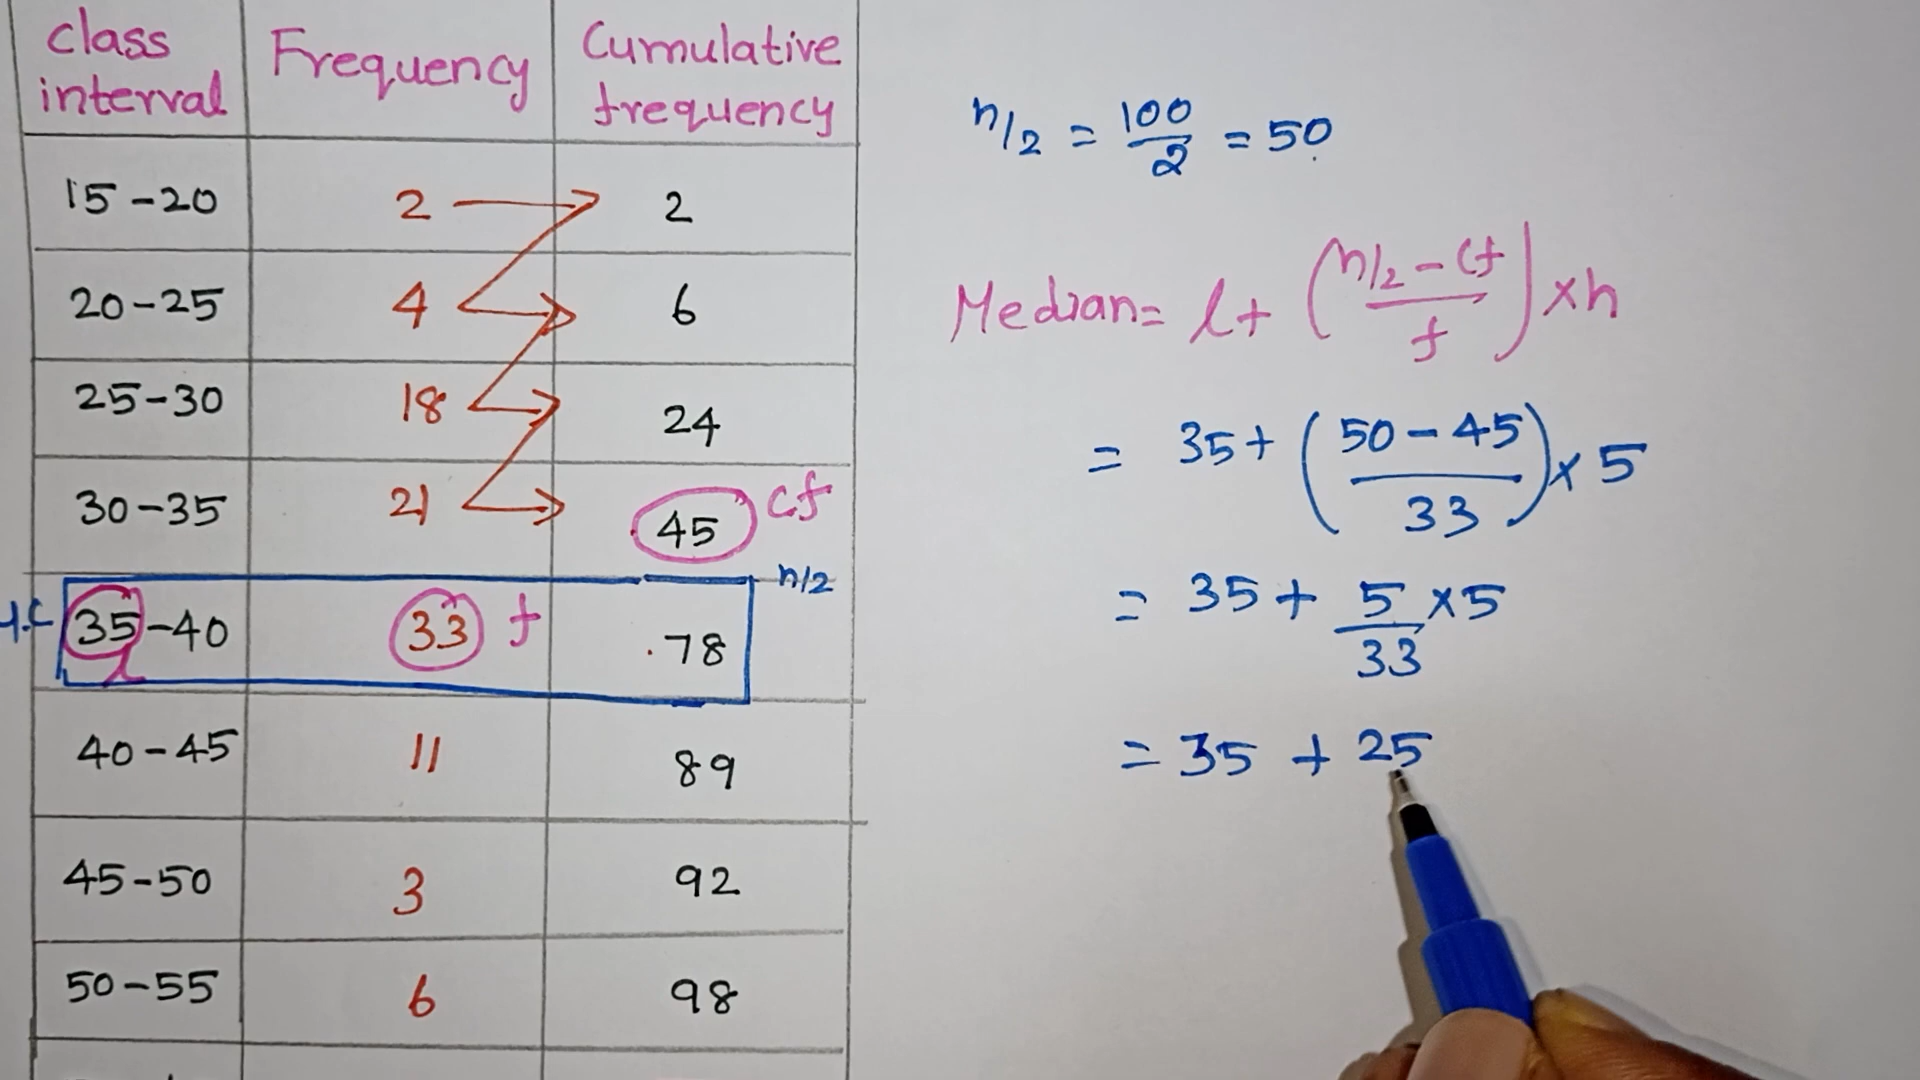 class interval Frequency Cumulative frequency
15-20 2 2
20-25 4 6
25-30 18 24
30-35 21 45 cf
n/2
35-40 33 f 78
l
40-45 11 89
45-50 3 92
50-55 6 98
n/2 = 100/2 = 50
Median = l + (n/2 - cf / f) × h
= 35 + (50 - 45 / 33) × 5
= 35 + 5/33 × 5
= 35 + 25